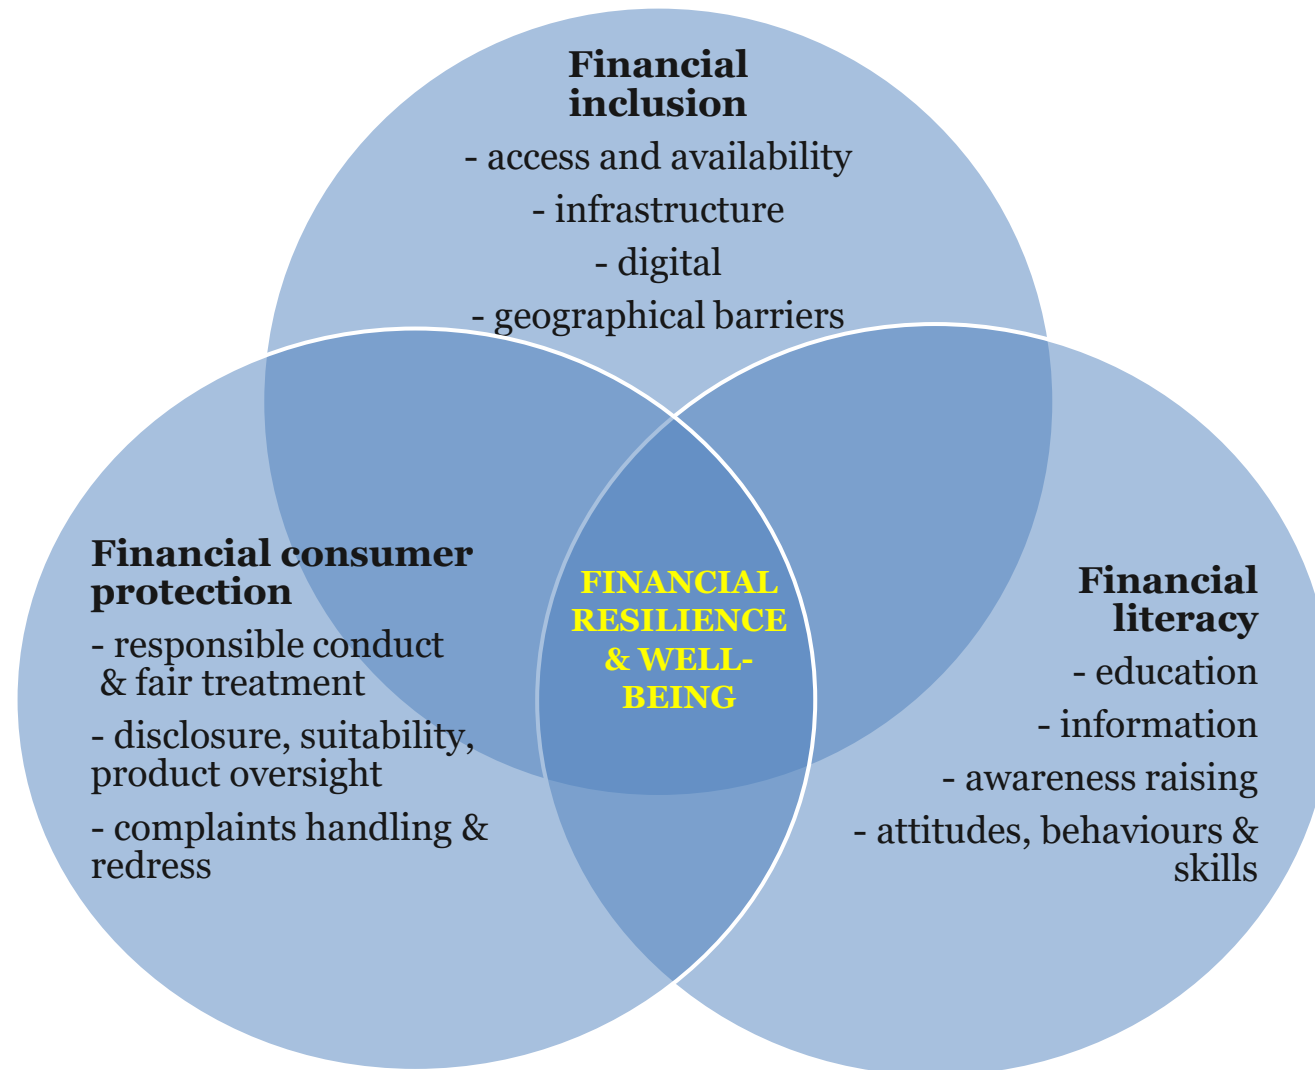 Financial
inclusion
- access and availability
- infrastructure
- digital
- geographical barriers
Financial consumer
protection
- responsible conduct
& fair treatment
- disclosure, suitability,
product oversight
- complaints handling &
redress
FINANCIAL
RESILIENCE
& WELL-
BEING
Financial
literacy
- education
- information
- awareness raising
- attitudes, behaviours &
skills